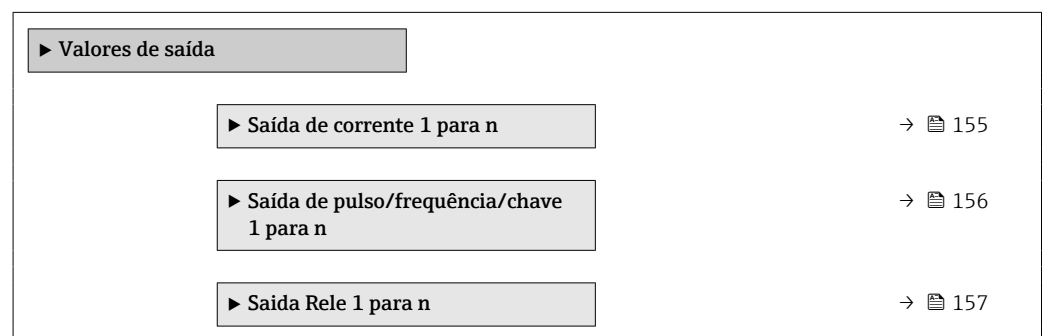 ▶ Valores de saída
▶ Saída de corrente 1 para n → 155
▶ Saída de pulso/frequência/chave → 156
1 para n
▶ Saida Rele 1 para n → 157